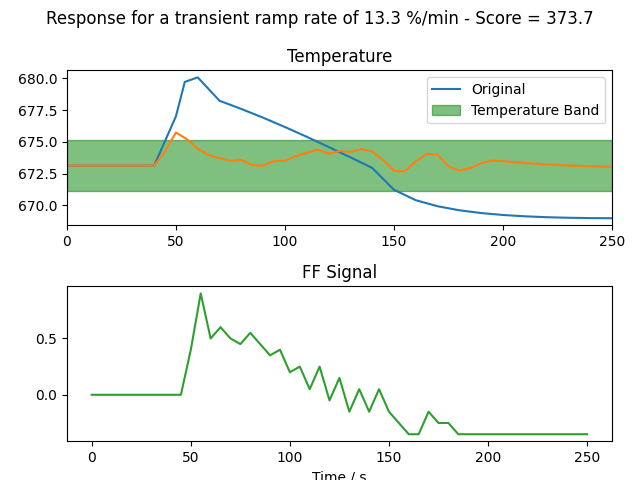 Response for a transient ramp rate of 13.3 %/min - Score = 373.7
Temperature
680.0
677.5
675.0
672.5
670.0
Original
Temperature Band
0 50 100 150 200 250
FF Signal
0.5
0.0
0 50 100 150 200 250
Time / s